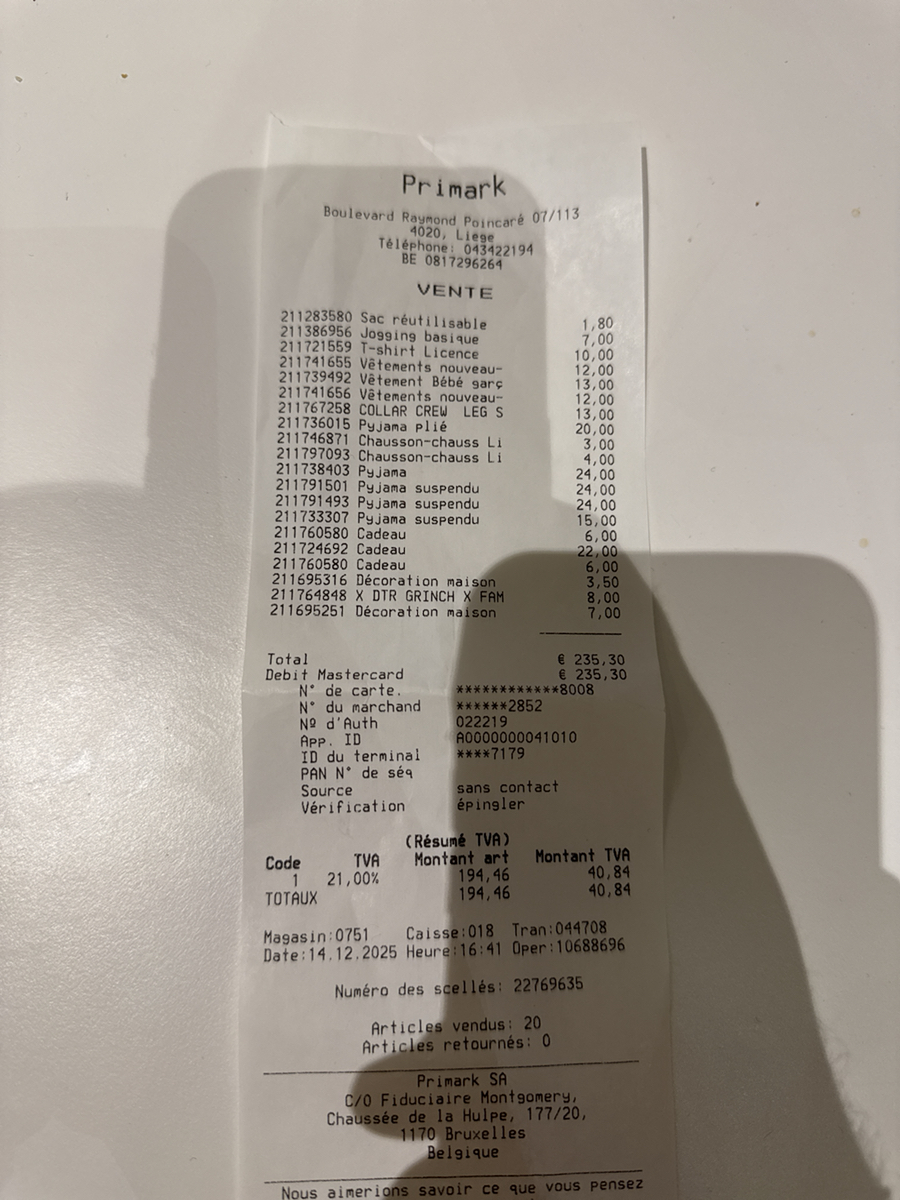 Primark
Boulevard Raymond Poincaré 07/113
4020, Liege
Téléphone: 043422194
BE 0817296264
VENTE
211283580 Sac réutilisable 1,80
211386956 Jogging basique 7,00
211721559 T-shirt Licence 10,00
211741655 Vêtements nouveau- 12,00
211739492 Vêtement Bébé garç 13,00
211741656 Vêtements nouveau- 12,00
211767258 COLLAR CREW LEG S 13,00
211736015 Pyjama plié 20,00
211746871 Chausson-chauss Li 3,00
211797093 Chausson-chauss Li 4,00
211738403 Pyjama 24,00
211791501 Pyjama suspendu 24,00
211791493 Pyjama suspendu 24,00
211733307 Pyjama suspendu 15,00
211760580 Cadeau 6,00
211724692 Cadeau 22,00
211760580 Cadeau 6,00
211695316 Décoration maison 3,50
211764848 X DTR GRINCH X FAM 8,00
211695251 Décoration maison 7,00
Total € 235,30
Debit Mastercard € 235,30
N° de carte. ************8008
N° du marchand ******2852
Nº d'Auth 022219
App. ID A0000000041010
ID du terminal ****7179
PAN N° de séq
Source sans contact
Vérification épingler
(Résumé TVA)
Code TVA Montant art Montant TVA
1 21,00% 194,46 40,84
TOTAUX 194,46 40,84
Magasin:0751 Caisse:018 Tran:044708
Date:14.12.2025 Heure:16:41 Oper:10688696
Numéro des scellés: 22769635
Articles vendus: 20
Articles retournés: 0
Primark SA
C/O Fiduciaire Montgomery,
Chaussée de la Hulpe, 177/20,
1170 Bruxelles
Belgique
Nous aimerions savoir ce que vous pensez